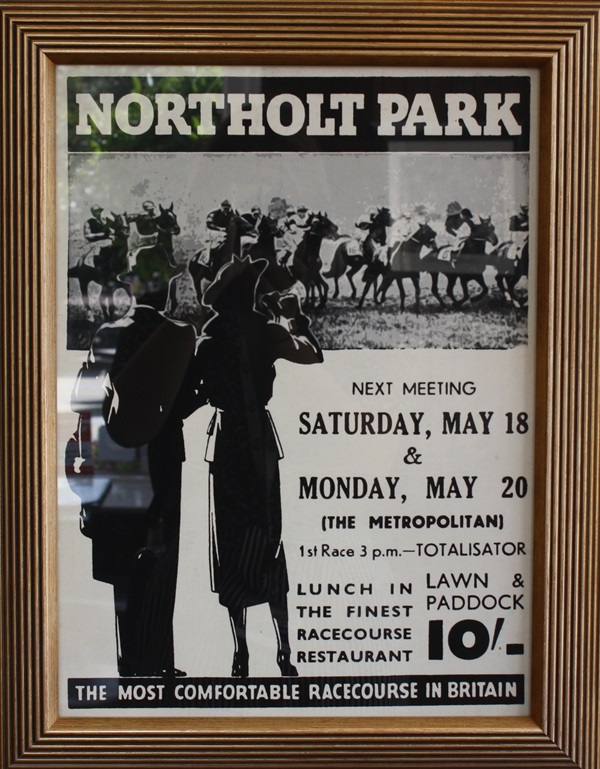 NORTHOLT PARK
NEXT MEETING
SATURDAY, MAY 18
&
MONDAY, MAY 20
(THE METROPOLITAN)
1st Race 3 p.m.—TOTALISATOR
LUNCH IN
THE FINEST
RACECOURSE
RESTAURANT
LAWN &
PADDOCK
10/-
THE MOST COMFORTABLE RACECOURSE IN BRITAIN